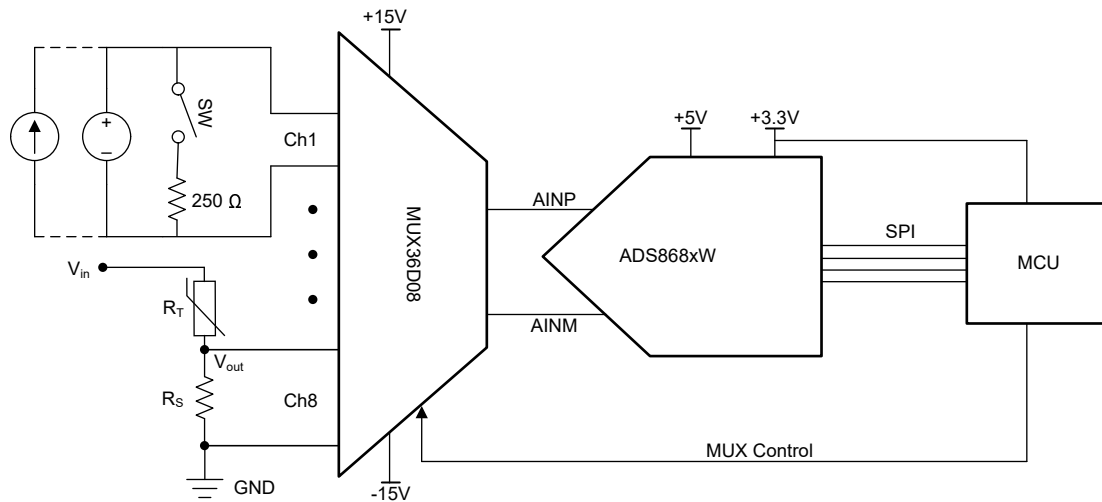 +15V
+5V
+3.3V
SW
Ch1
250 Ω
+
–
MUX36D08
AINP
ADS868xW
SPI
MCU
V_in
R_T
AINM
V_out
R_S
Ch8
MUX Control
GND
-15V